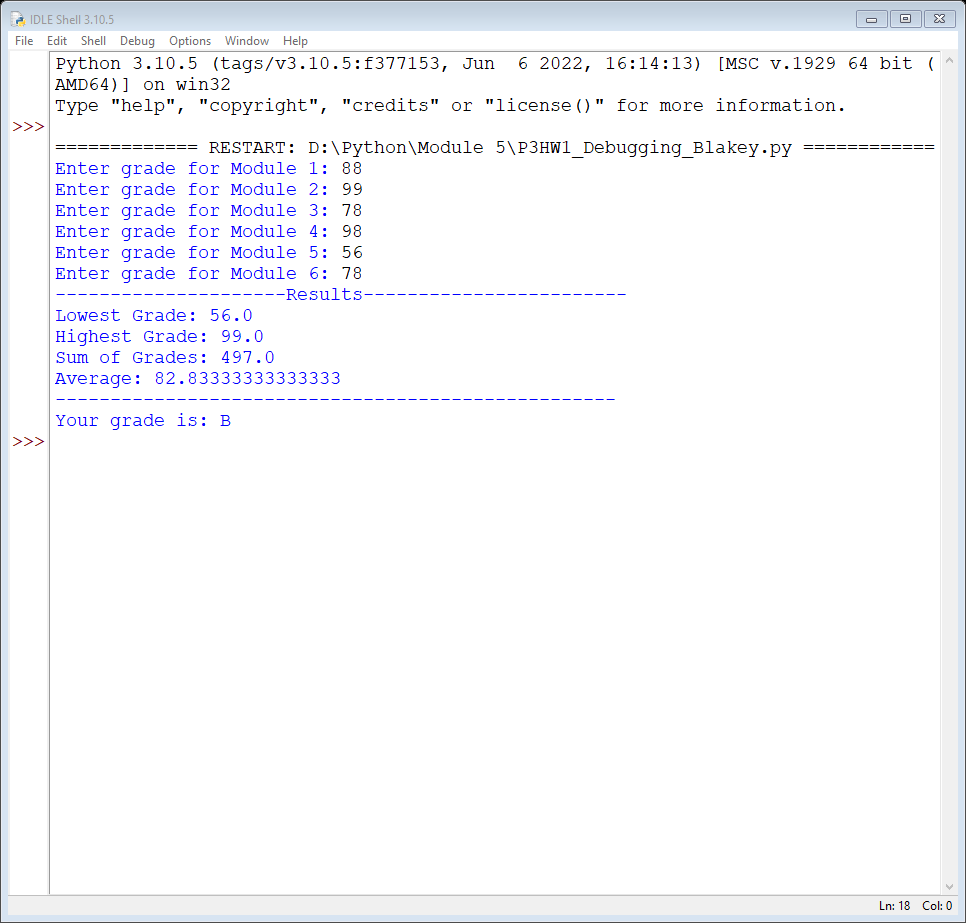 IDLE Shell 3.10.5
File Edit Shell Debug Options Window Help
Python 3.10.5 (tags/v3.10.5:f377153, Jun  6 2022, 16:14:13) [MSC v.1929 64 bit (
AMD64)] on win32
Type "help", "copyright", "credits" or "license()" for more information.
>>>
============= RESTART: D:\Python\Module 5\P3HW1_Debugging_Blakey.py ============
Enter grade for Module 1: 88
Enter grade for Module 2: 99
Enter grade for Module 3: 78
Enter grade for Module 4: 98
Enter grade for Module 5: 56
Enter grade for Module 6: 78
---------------------Results------------------------
Lowest Grade: 56.0
Highest Grade: 99.0
Sum of Grades: 497.0
Average: 82.83333333333333
---------------------------------------------------
Your grade is: B
>>>
Ln: 18 Col: 0